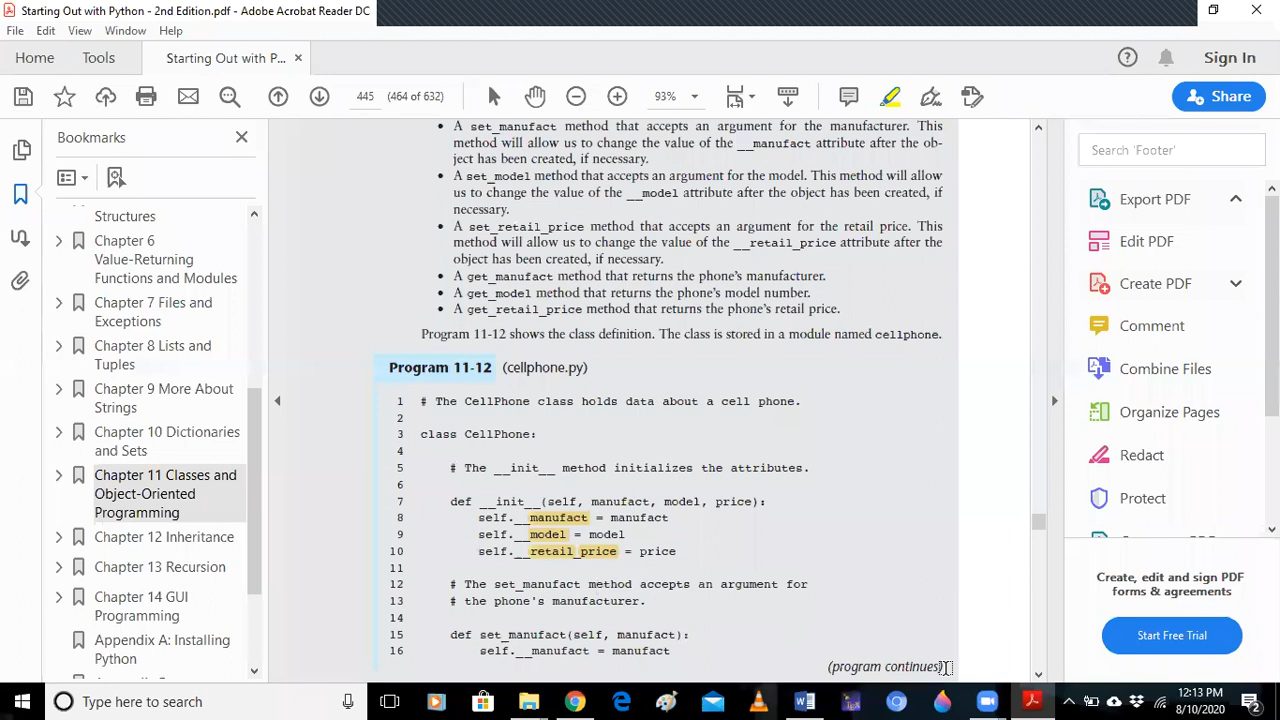 Starting Out with Python - 2nd Edition.pdf - Adobe Acrobat Reader DC
File Edit View Window Help
Home Tools Starting Out with P... × Sign In
445 (464 of 632) 93% Share
Bookmarks
Structures
Chapter 6
Value-Returning
Functions and Modules
Chapter 7 Files and
Exceptions
Chapter 8 Lists and
Tuples
Chapter 9 More About
Strings
Chapter 10 Dictionaries
and Sets
Chapter 11 Classes and
Object-Oriented
Programming
Chapter 12 Inheritance
Chapter 13 Recursion
Chapter 14 GUI
Programming
Appendix A: Installing
Python
• A set_manufact method that accepts an argument for the manufacturer. This
method will allow us to change the value of the __manufact attribute after the ob-
ject has been created, if necessary.
• A set_model method that accepts an argument for the model. This method will allow
us to change the value of the __model attribute after the object has been created, if
necessary.
• A set_retail_price method that accepts an argument for the retail price. This
method will allow us to change the value of the __retail_price attribute after the
object has been created, if necessary.
• A get_manufact method that returns the phone's manufacturer.
• A get_model method that returns the phone's model number.
• A get_retail_price method that returns the phone's retail price.
Program 11-12 shows the class definition. The class is stored in a module named cellphone.
Program 11-12 (cellphone.py)
1 # The CellPhone class holds data about a cell phone.
2
3 class CellPhone:
4
5 # The __init__ method initializes the attributes.
6
7 def __init__(self, manufact, model, price):
8 self.__manufact = manufact
9 self.__model = model
10 self.__retail_price = price
11
12 # The set_manufact method accepts an argument for
13 # the phone's manufacturer.
14
15 def set_manufact(self, manufact):
16 self.__manufact = manufact
(program continues)
Search 'Footer'
Export PDF
Edit PDF
Create PDF
Comment
Combine Files
Organize Pages
Redact
Protect
Create, edit and sign PDF
forms & agreements
Start Free Trial
Type here to search
12:13 PM
8/10/2020